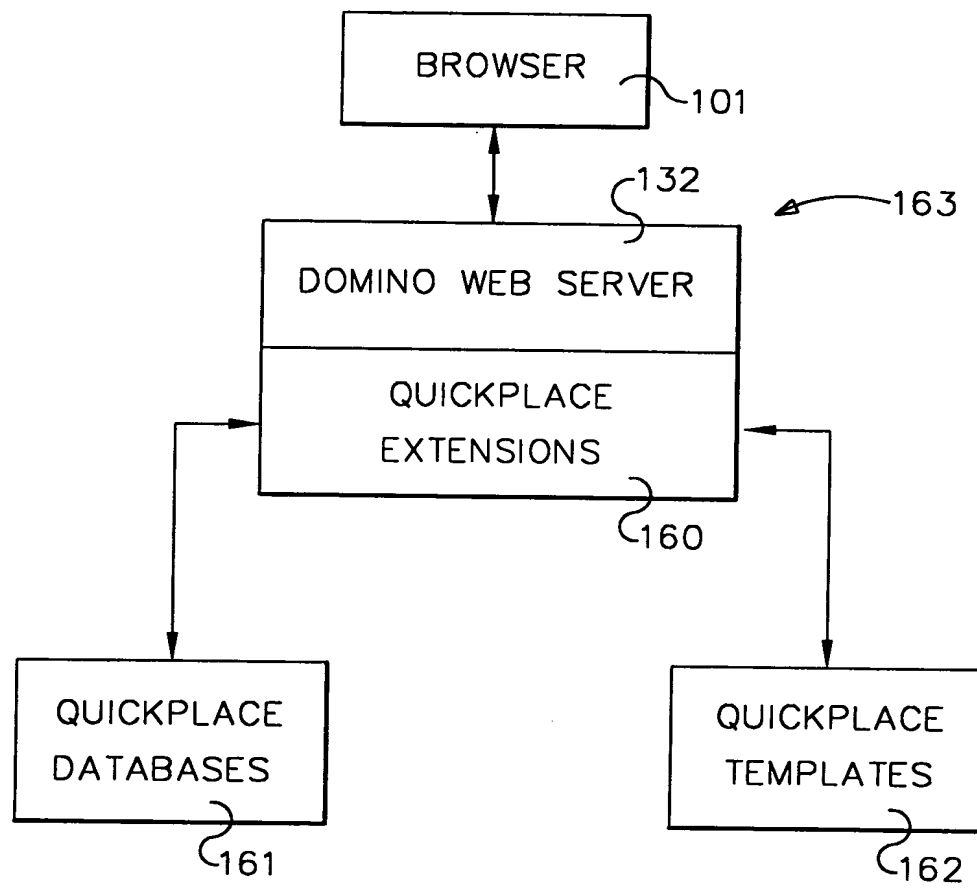 BROWSER
101
132
163
DOMINO WEB SERVER
QUICKPLACE
EXTENSIONS
160
QUICKPLACE
DATABASES
161
QUICKPLACE
TEMPLATES
162